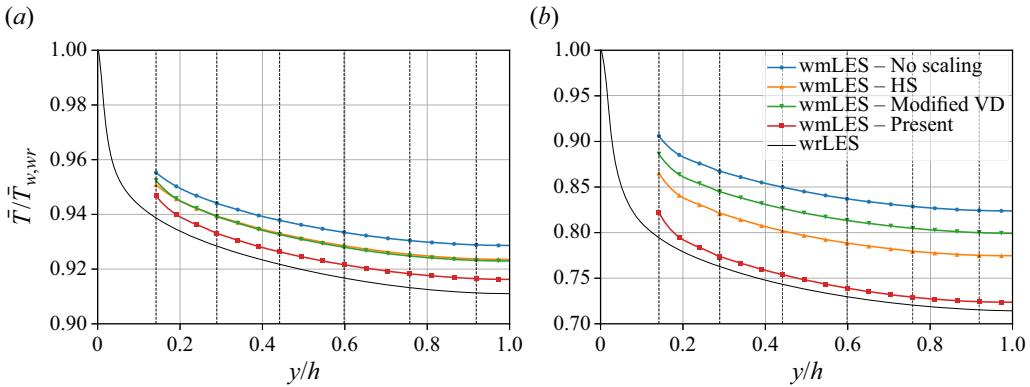 (a)
1.00
0.98
0.96
0.94
0.92
0.90
T̄/T̄w,wr
0
0.2
0.4
0.6
0.8
1.0
y/h
(b)
1.00
0.95
0.90
0.85
0.80
0.75
0.70
wmLES – No scaling
wmLES – HS
wmLES – Modified VD
wmLES – Present
wrLES
0
0.2
0.4
0.6
0.8
1.0
y/h